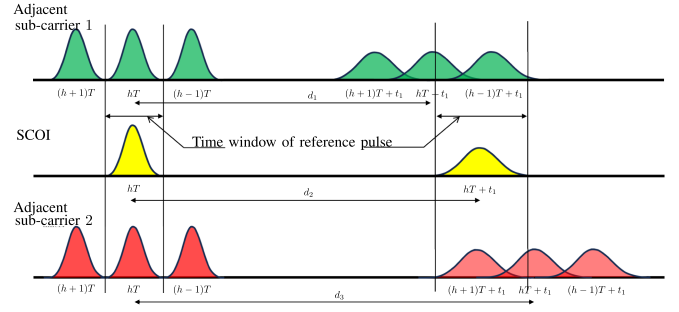 Adjacent
sub-carrier 1
(h+1)T hT (h−1)T d₁ (h+1)T + t₁ hT + t₁ (h−1)T + t₁
SCOI
Time window of reference pulse
hT d₂ hT + t₁
Adjacent
sub-carrier 2
(h+1)T hT (h−1)T d₃ (h+1)T + t₁ hT + t₁ (h−1)T + t₁